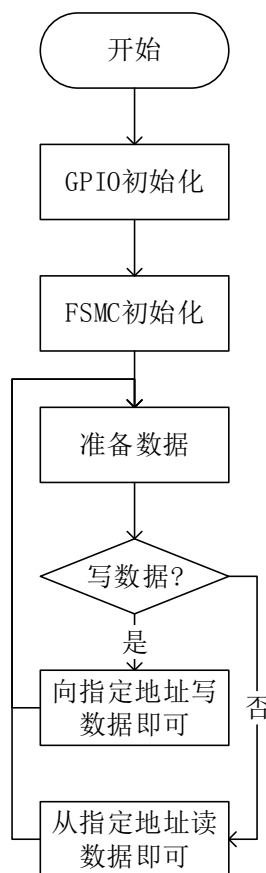 开始
GPIO初始化
FSMC初始化
准备数据
写数据?
是
向指定地址写
数据即可
否
从指定地址读
数据即可